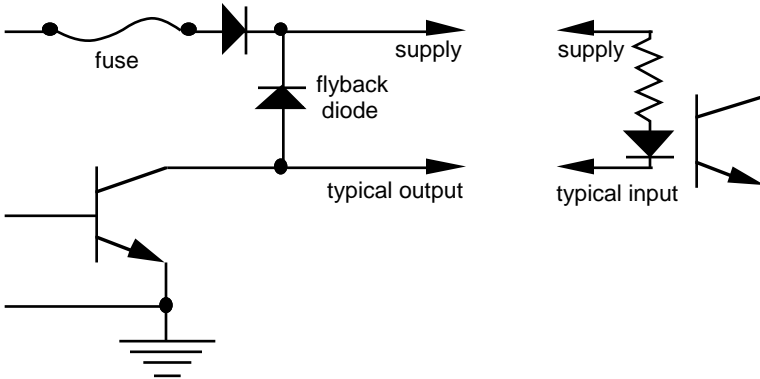 supply
supply
fuse
flyback
diode
typical output
typical input